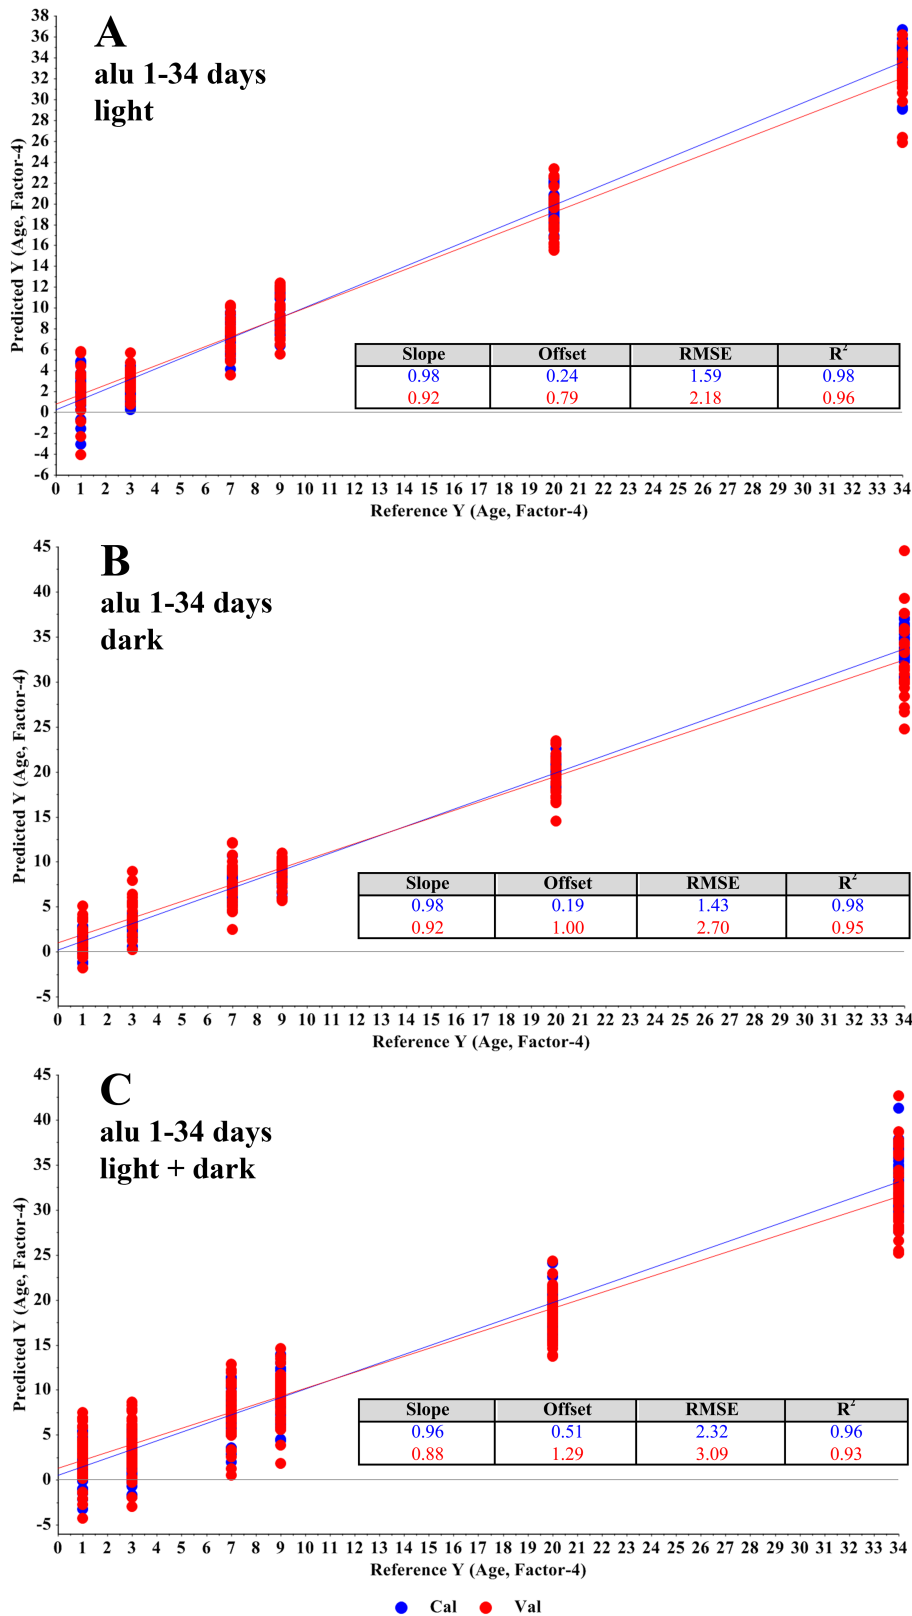 A
alu 1-34 days
light
Predicted Y (Age, Factor-4)
38
36
34
32
30
28
26
24
22
20
18
16
14
12
10
8
6
4
2
0
-2
-4
-6
Slope Offset RMSE R²
0.98 0.24 1.59 0.98
0.92 0.79 2.18 0.96
0 1 2 3 4 5 6 7 8 9 10 11 12 13 14 15 16 17 18 19 20 21 22 23 24 25 26 27 28 29 30 31 32 33 34
Reference Y (Age, Factor-4)
B
alu 1-34 days
dark
Predicted Y (Age, Factor-4)
45
40
35
30
25
20
15
10
5
0
-5
Slope Offset RMSE R²
0.98 0.19 1.43 0.98
0.92 1.00 2.70 0.95
0 1 2 3 4 5 6 7 8 9 10 11 12 13 14 15 16 17 18 19 20 21 22 23 24 25 26 27 28 29 30 31 32 33 34
Reference Y (Age, Factor-4)
C
alu 1-34 days
light + dark
Predicted Y (Age, Factor-4)
45
40
35
30
25
20
15
10
5
0
-5
Slope Offset RMSE R²
0.96 0.51 2.32 0.96
0.88 1.29 3.09 0.93
0 1 2 3 4 5 6 7 8 9 10 11 12 13 14 15 16 17 18 19 20 21 22 23 24 25 26 27 28 29 30 31 32 33 34
Reference Y (Age, Factor-4)
Cal Val